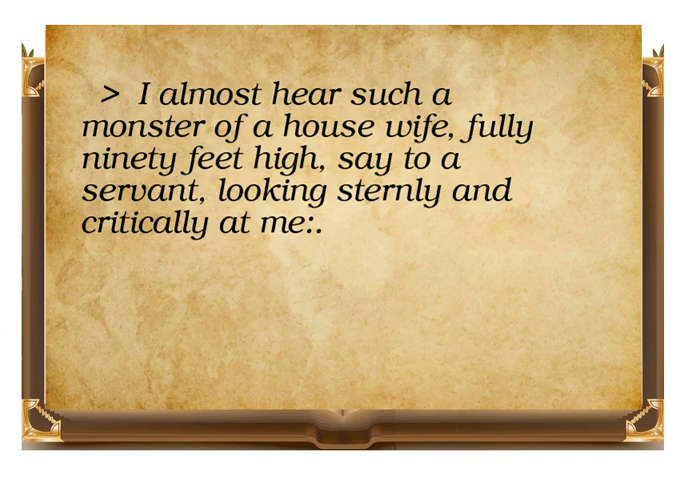 > I almost hear such a
monster of a house wife, fully
ninety feet high, say to a
servant, looking sternly and
critically at me:.